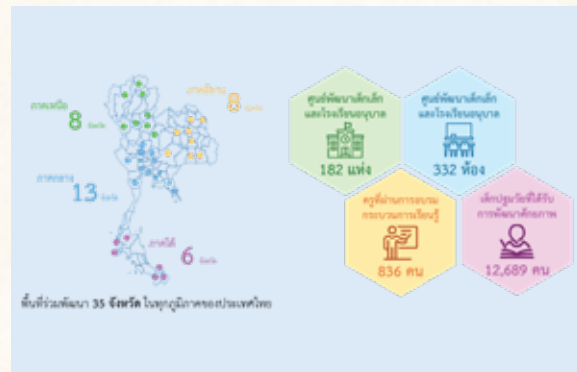 ภาคเหนือ
8 จังหวัด
ภาคอีสาน
8 จังหวัด
ภาคกลาง
13 จังหวัด
ภาคใต้
6 จังหวัด
พื้นที่ร่วมพัฒนา 35 จังหวัด ในทุกภูมิภาคของประเทศไทย
ศูนย์พัฒนาเด็กเล็ก
และโรงเรียนอนุบาล
182 แห่ง
ศูนย์พัฒนาเด็กเล็ก
และโรงเรียนอนุบาล
332 ห้อง
ครูที่ผ่านการอบรม
กระบวนการเรียนรู้
836 คน
เด็กปฐมวัยที่ได้รับ
การพัฒนาศักยภาพ
12,689 คน